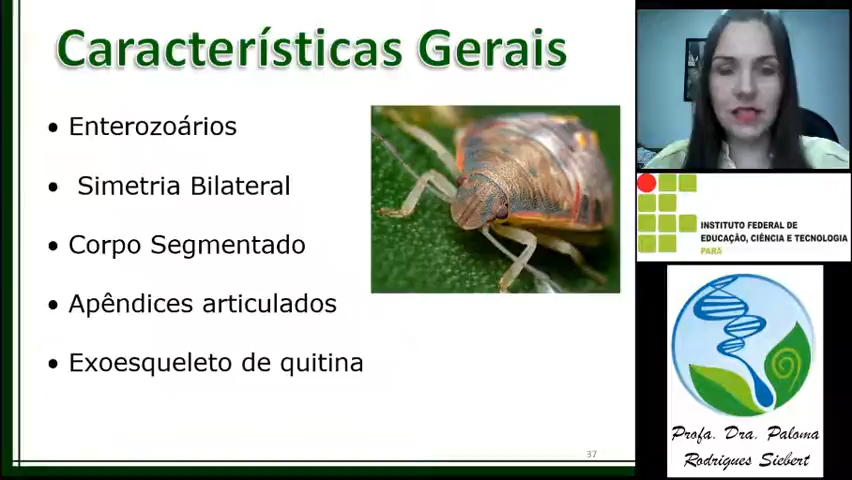 Características Gerais
• Enterozoários
• Simetria Bilateral
• Corpo Segmentado
• Apêndices articulados
• Exoesqueleto de quitina
37
INSTITUTO FEDERAL DE
EDUCAÇÃO, CIÊNCIA E TECNOLOGIA
PARÁ
Profa. Dra. Paloma
Rodrigues Siebert